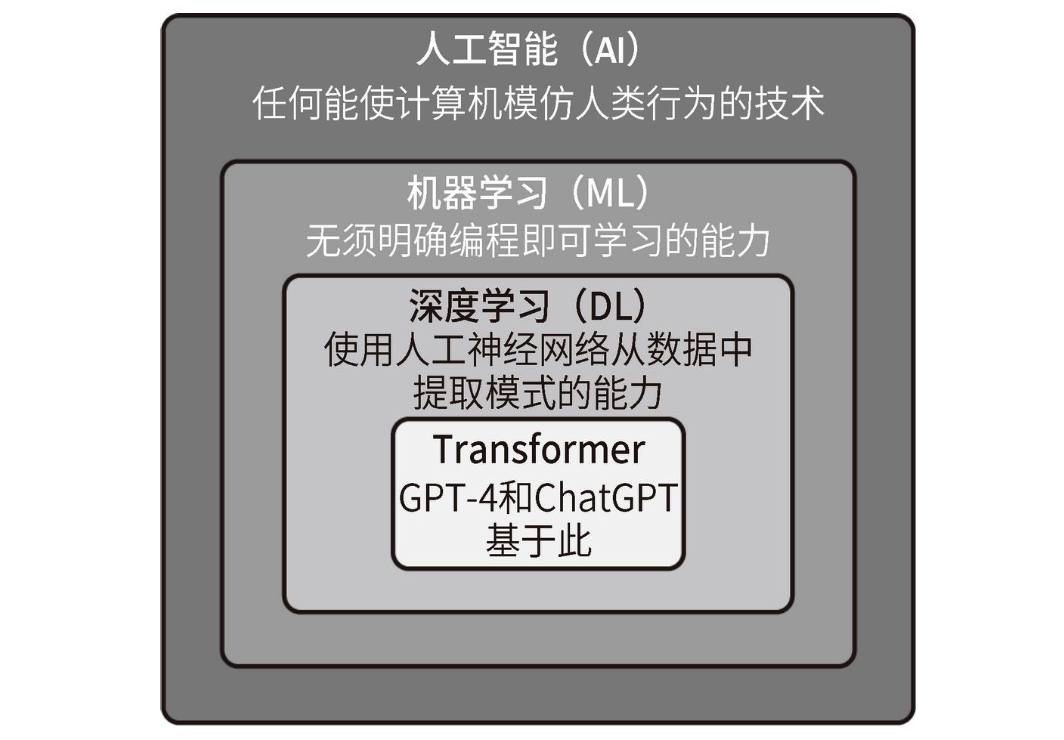 人工智能（AI）
任何能使计算机模仿人类行为的技术
机器学习（ML）
无须明确编程即可学习的能力
深度学习（DL）
使用人工神经网络从数据中
提取模式的能力
Transformer
GPT-4和ChatGPT
基于此